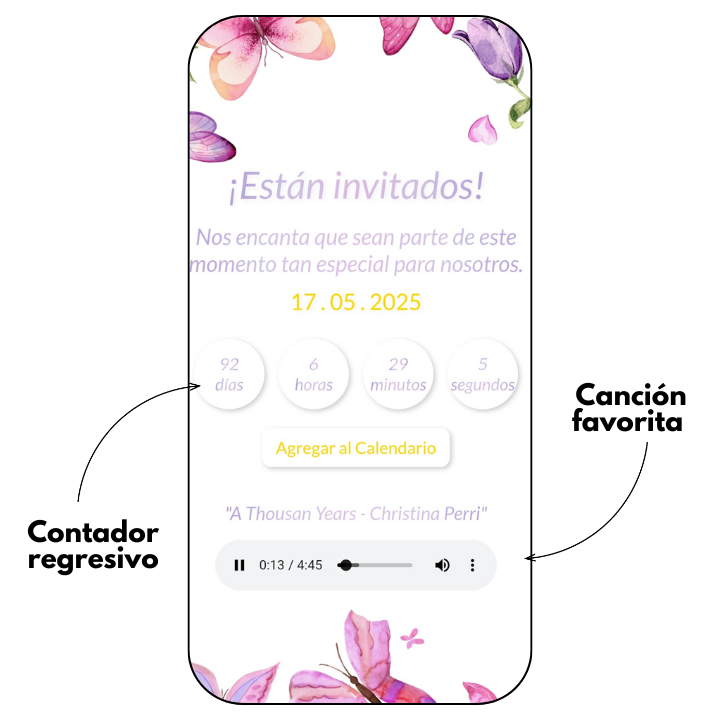 ¡Están invitados!
Nos encanta que sean parte de este
momento tan especial para nosotros.
17 . 05 . 2025
92
días
6
horas
29
minutos
5
segundos
Agregar al Calendario
"A Thousan Years - Christina Perri"
0:13 / 4:45
Contador
regresivo
Canción
favorita